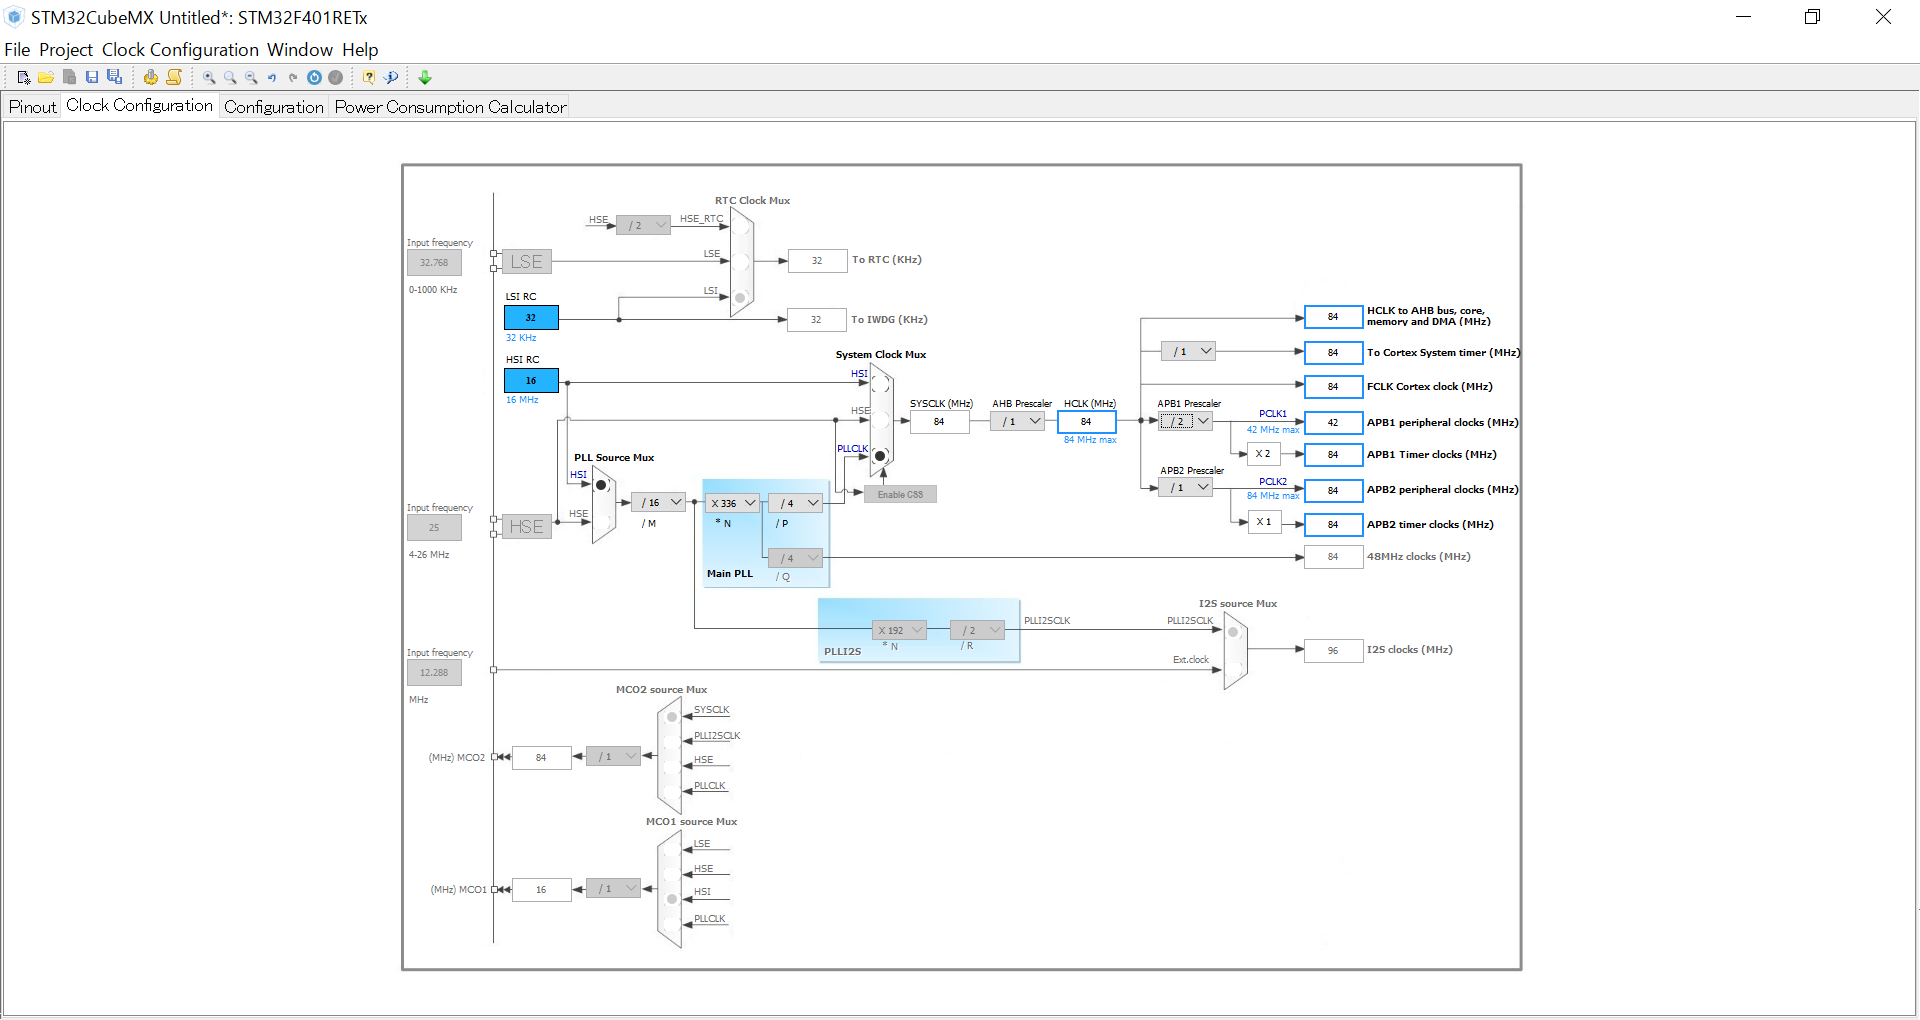 STM32CubeMX Untitled*: STM32F401RETx
File Project Clock Configuration Window Help
Pinout Clock Configuration Configuration Power Consumption Calculator
RTC Clock Mux
HSE / 2 HSE_RTC
Input frequency
32.768 LSE LSE 32 To RTC (KHz)
0-1000 KHz
LSI RC LSI
32 32 To IWDG (KHz)
32 KHz
84 HCLK to AHB bus, core,
memory and DMA (MHz)
/ 1 84 To Cortex System timer (MHz)
HSI RC System Clock Mux
16 HSI
16 MHz
84 FCLK Cortex clock (MHz)
SYSCLK (MHz) AHB Prescaler HCLK (MHz) APB1 Prescaler
HSE 84 / 1 84 / 2 PCLK1 42 APB1 peripheral clocks (MHz)
84 MHz max 42 MHz max
PLLCLK X 2 84 APB1 Timer clocks (MHz)
PLL Source Mux
HSI
APB2 Prescaler
/ 1 PCLK2 84 APB2 peripheral clocks (MHz)
84 MHz max
Enable CSS
/ 16 X 336 / 4
/ M * N / P
Input frequency
25 HSE HSE X 1 84 APB2 timer clocks (MHz)
4-26 MHz
/ 4 84 48MHz clocks (MHz)
Main PLL / Q
I2S source Mux
X 192 / 2 PLLI2SCLK PLLI2SCLK
PLLI2S * N / R
96 I2S clocks (MHz)
Input frequency
12.288 Ext.clock
MHz
MCO2 source Mux
SYSCLK
PLLI2SCLK
(MHz) MCO2 84 / 1 HSE
PLLCLK
MCO1 source Mux
LSE
HSE
(MHz) MCO1 16 / 1 HSI
PLLCLK